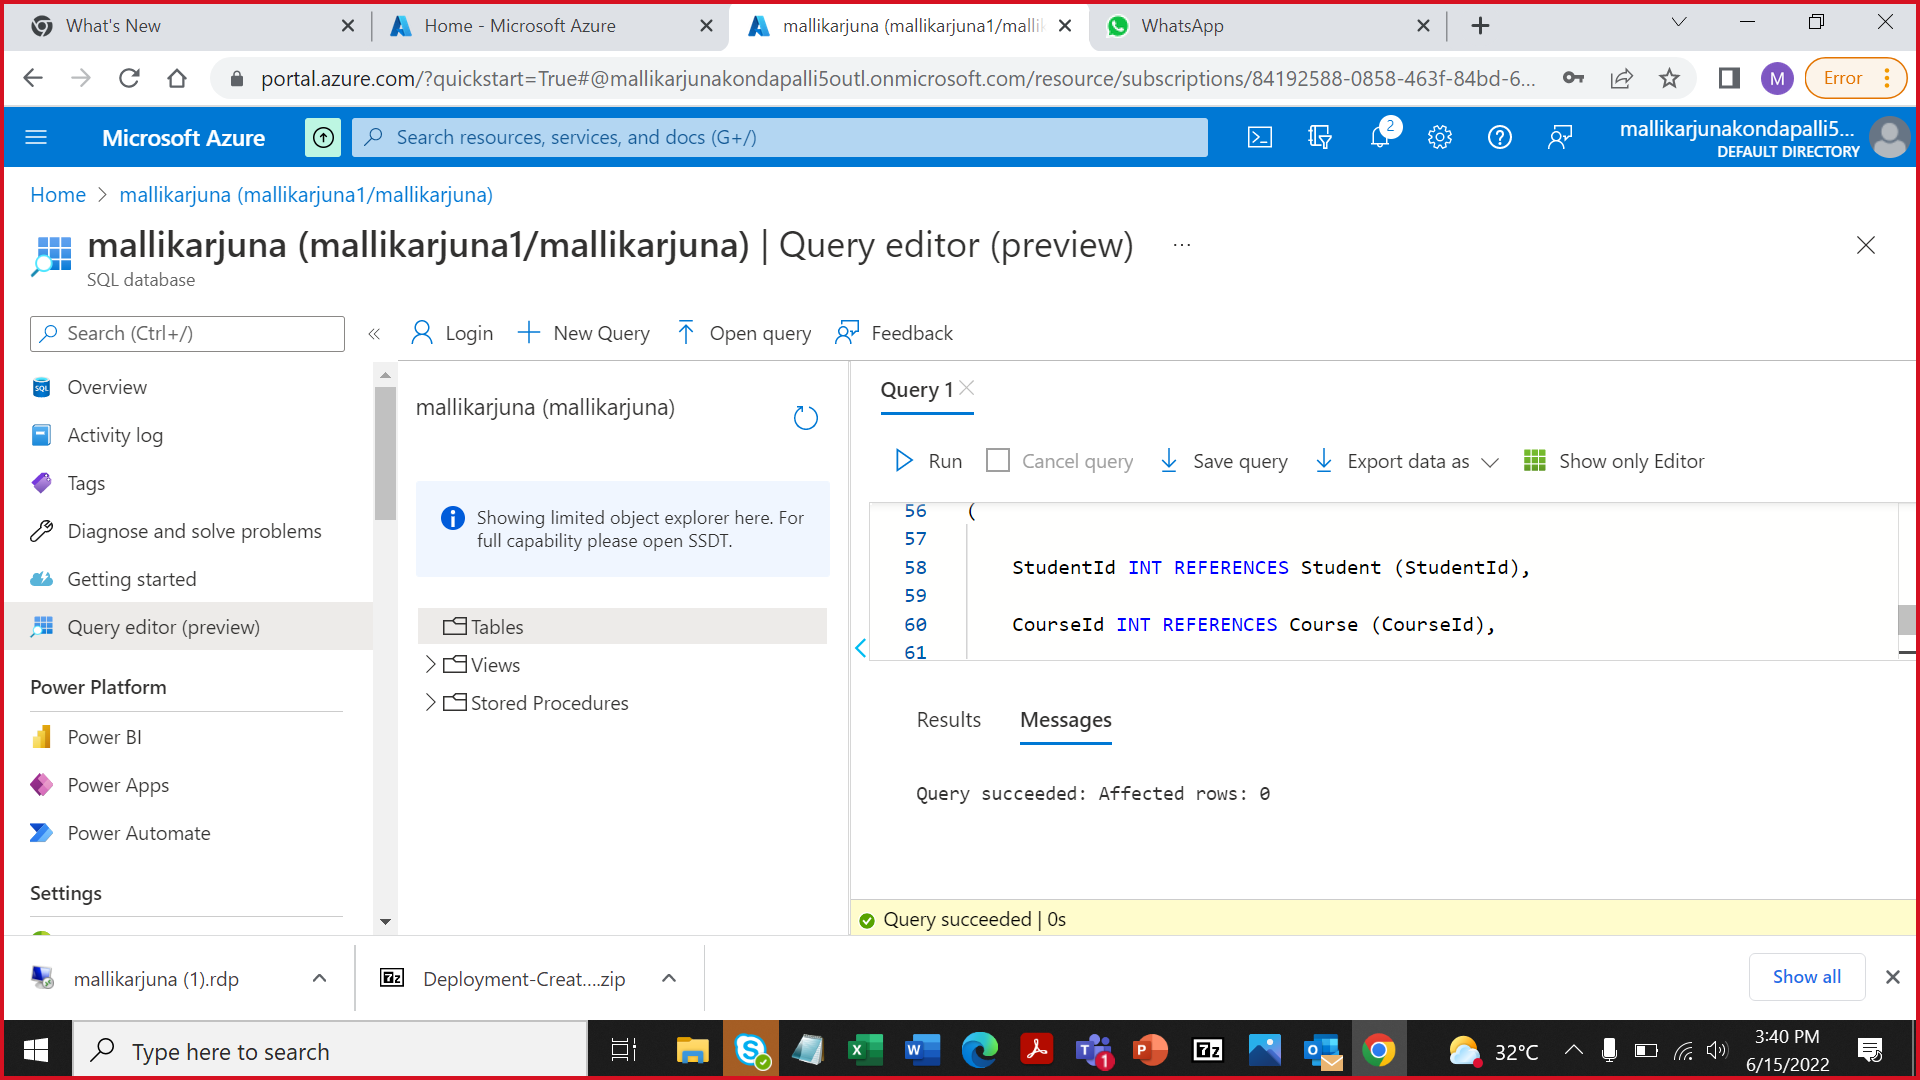 What's New
Home - Microsoft Azure
mallikarjuna (mallikarjuna1/malli
WhatsApp
portal.azure.com/?quickstart=True#@mallikarjunakondapalli5outl.onmicrosoft.com/resource/subscriptions/84192588-0858-463f-84bd-6...
M
Error
Microsoft Azure
Search resources, services, and docs (G+/)
2
mallikarjunakondapalli5...
DEFAULT DIRECTORY
Home > mallikarjuna (mallikarjuna1/mallikarjuna)
mallikarjuna (mallikarjuna1/mallikarjuna) | Query editor (preview) ...
SQL database
Search (Ctrl+/)
«
Login
New Query
Open query
Feedback
Overview
Activity log
Tags
Diagnose and solve problems
Getting started
Query editor (preview)
Power Platform
Power BI
Power Apps
Power Automate
Settings
mallikarjuna (mallikarjuna)
Showing limited object explorer here. For
full capability please open SSDT.
Tables
Views
Stored Procedures
Query 1
Run
Cancel query
Save query
Export data as
Show only Editor
56 (
57
58 StudentId INT REFERENCES Student (StudentId),
59
60 CourseId INT REFERENCES Course (CourseId),
61
Results
Messages
Query succeeded: Affected rows: 0
Query succeeded | 0s
mallikarjuna (1).rdp
Deployment-Creat....zip
Show all
Type here to search
32°C
3:40 PM
6/15/2022